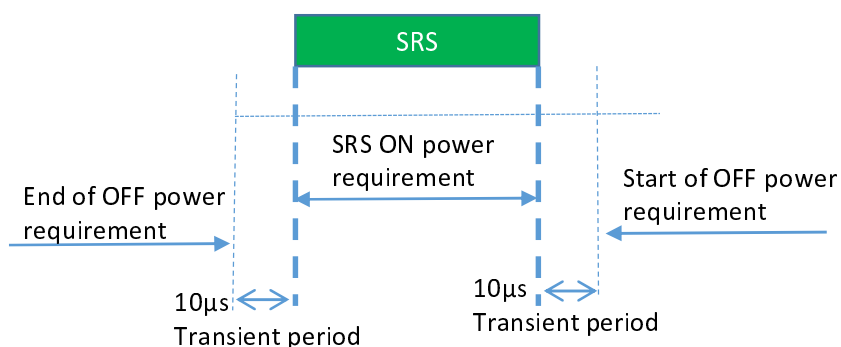 SRS
SRS ON power
requirement
End of OFF power
requirement
Start of OFF power
requirement
10µs
Transient period
10µs
Transient period